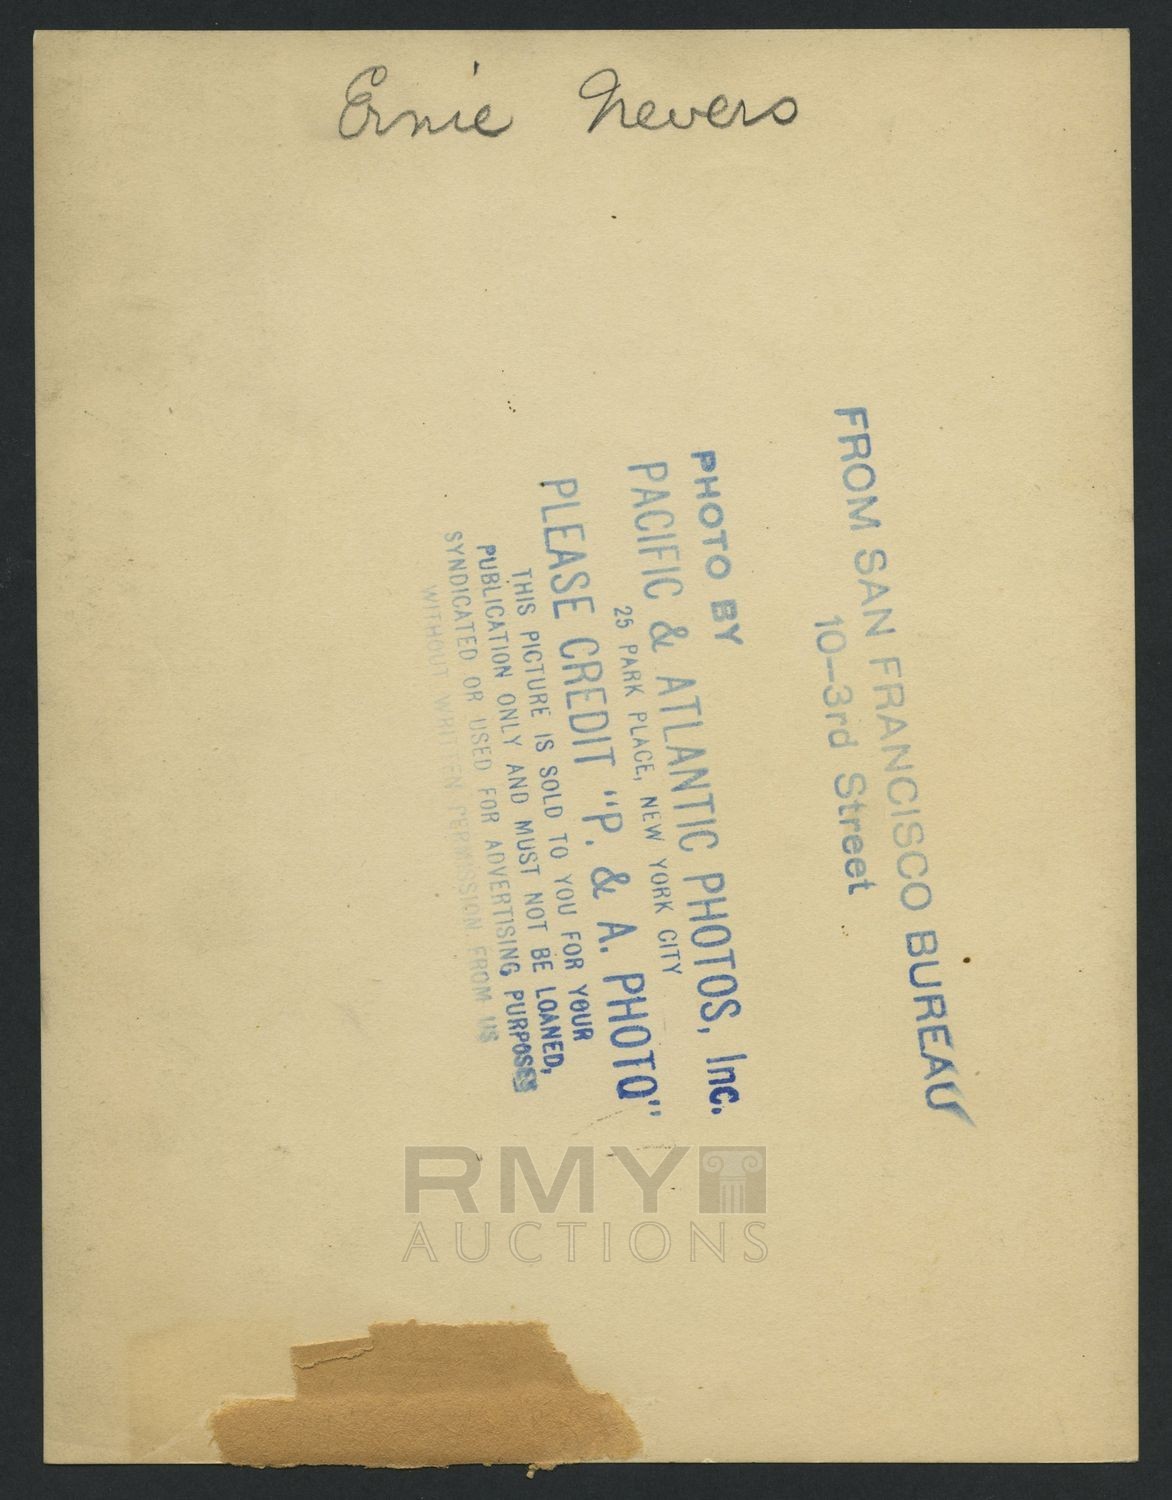 Ernie Nevers
FROM SAN FRANCISCO BUREAU
10--3rd Street
PHOTO BY
PACIFIC & ATLANTIC PHOTOS, Inc.
25 PARK PLACE, NEW YORK CITY
PLEASE CREDIT "P. & A. PHOTO"
THIS PICTURE IS SOLD TO YOU FOR YOUR
PUBLICATION ONLY AND MUST NOT BE LOANED,
SYNDICATED OR USED FOR ADVERTISING PURPOSES
WITHOUT WRITTEN PERMISSION FROM US
RMY
AUCTIONS